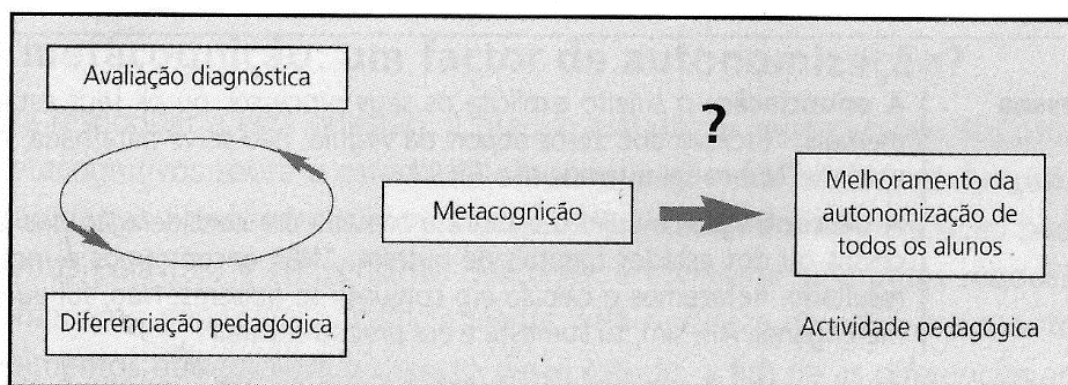 Avaliação diagnóstica
?
Metacognição
Melhoramento da
autonomização de
todos os alunos
Diferenciação pedagógica
Actividade pedagógica